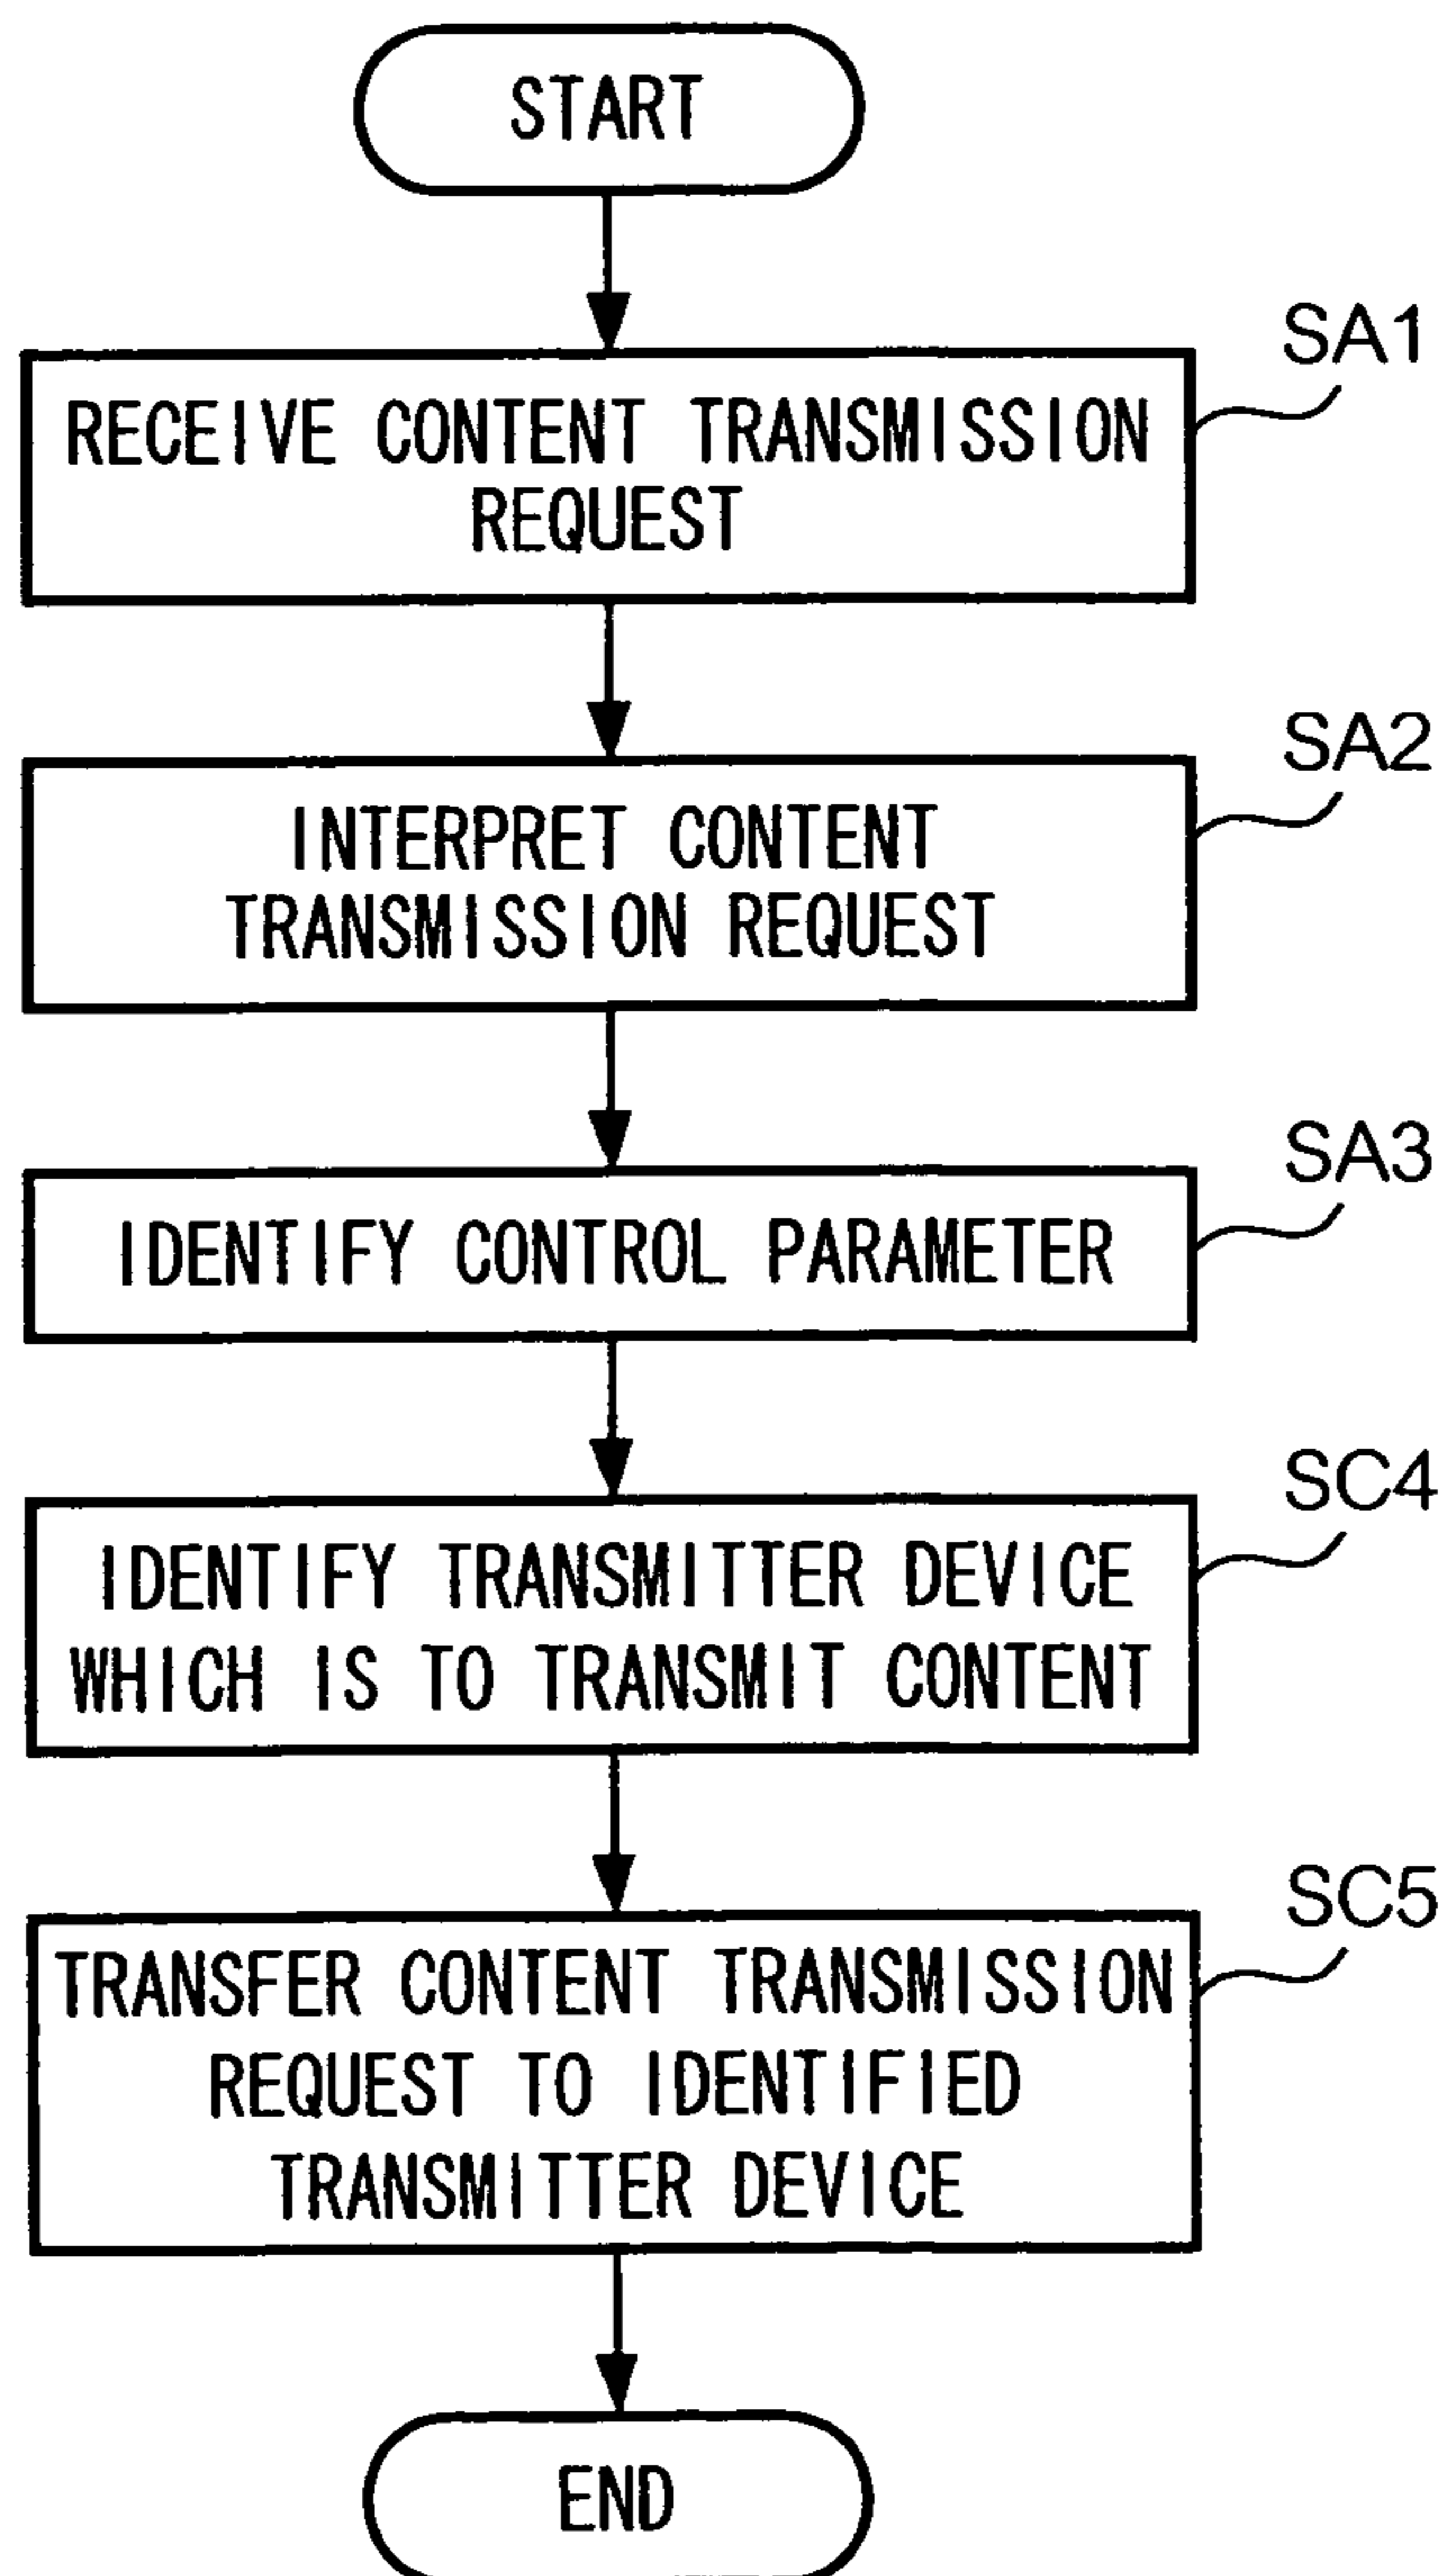 START
SA1
RECEIVE CONTENT TRANSMISSION
REQUEST
SA2
INTERPRET CONTENT
TRANSMISSION REQUEST
SA3
IDENTIFY CONTROL PARAMETER
SC4
IDENTIFY TRANSMITTER DEVICE
WHICH IS TO TRANSMIT CONTENT
SC5
TRANSFER CONTENT TRANSMISSION
REQUEST TO IDENTIFIED
TRANSMITTER DEVICE
END